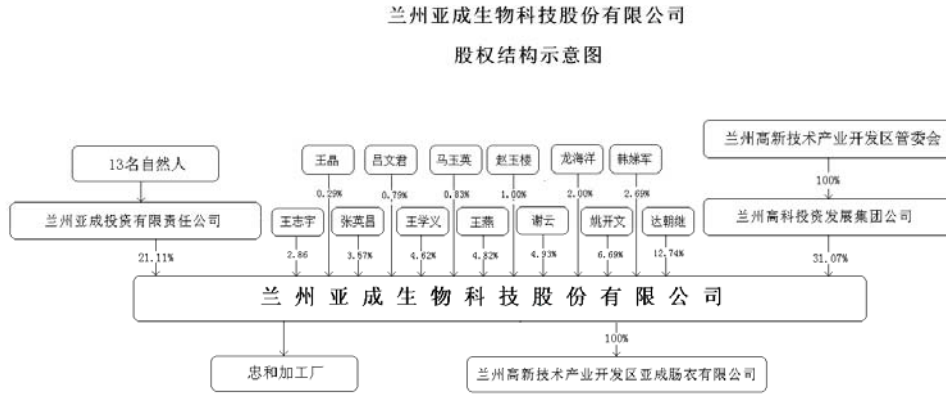 兰州亚成生物科技股份有限公司
股权结构示意图
兰州高新技术产业开发区管委会
13名自然人
王晶
吕文君
马玉英
赵玉楼
龙海洋
韩娣军
0.29%
0.79%
0.83%
1.00%
2.00%
2.69%
100%
兰州亚成投资有限责任公司
王志宇
张英昌
王学义
王燕
谢云
姚开文
达朝继
兰州高科投资发展集团公司
21.11%
2.86
3.57%
4.62%
4.82%
4.93%
6.69%
12.74%
31.07%
兰州亚成生物科技股份有限公司
100%
忠和加工厂
兰州高新技术产业开发区亚成肠衣有限公司